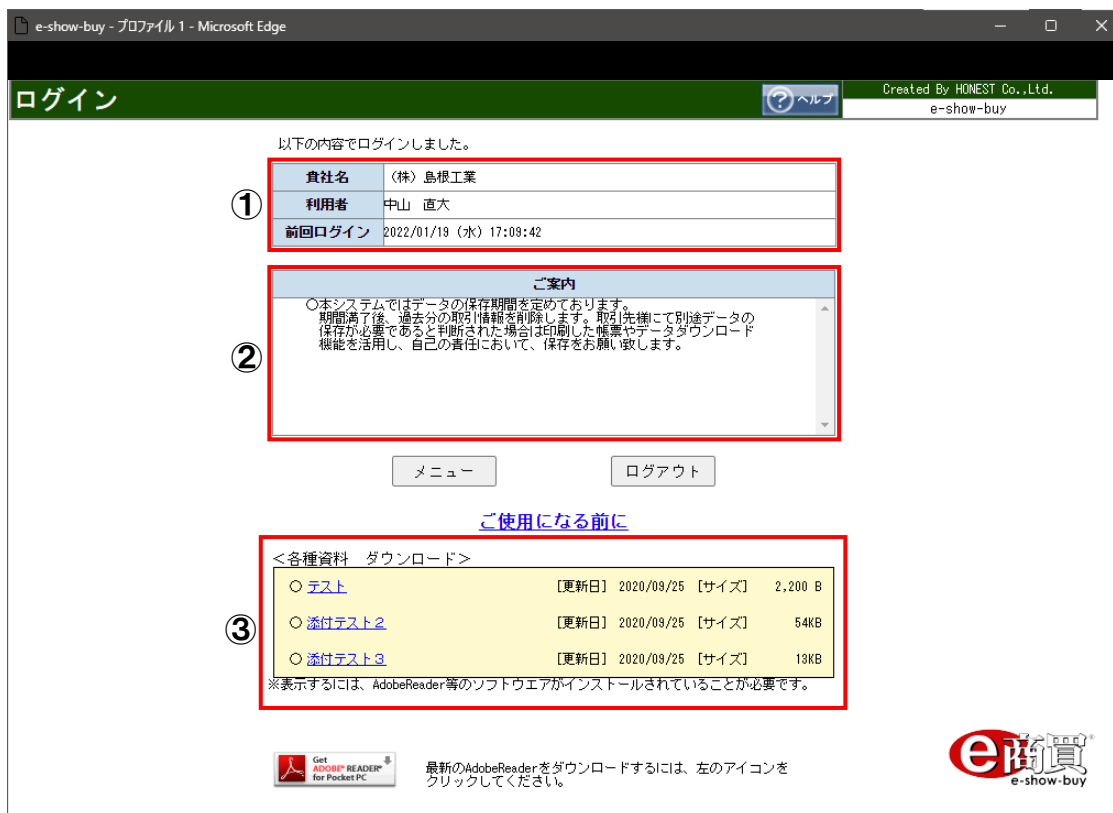 e-show-buy - プロファイル 1 - Microsoft Edge
ログイン
ヘルプ
Created By HONEST Co.,Ltd.
e-show-buy
以下の内容でログインしました。
①
貴社名 （株）島根工業
利用者 中山　直大
前回ログイン 2022/01/19（水）17:09:42
②
ご案内
○本システムではデータの保存期間を定めております。
期間満了後、過去分の取引情報を削除します。取引先様にて別途データの
保存が必要であると判断された場合は印刷した帳票やデータダウンロード
機能を活用し、自己の責任において、保存をお願い致します。
メニュー ログアウト
ご使用になる前に
③
＜各種資料　ダウンロード＞
○ テスト [更新日] 2020/09/25 [サイズ] 2,200 B
○ 添付テスト２ [更新日] 2020/09/25 [サイズ] 54KB
○ 添付テスト３ [更新日] 2020/09/25 [サイズ] 13KB
※表示するには、AdobeReader等のソフトウエアがインストールされていることが必要です。
Get
ADOBE® READER®
for Pocket PC
最新のAdobeReaderをダウンロードするには、左のアイコンを
クリックしてください。
e商買®
e-show-buy